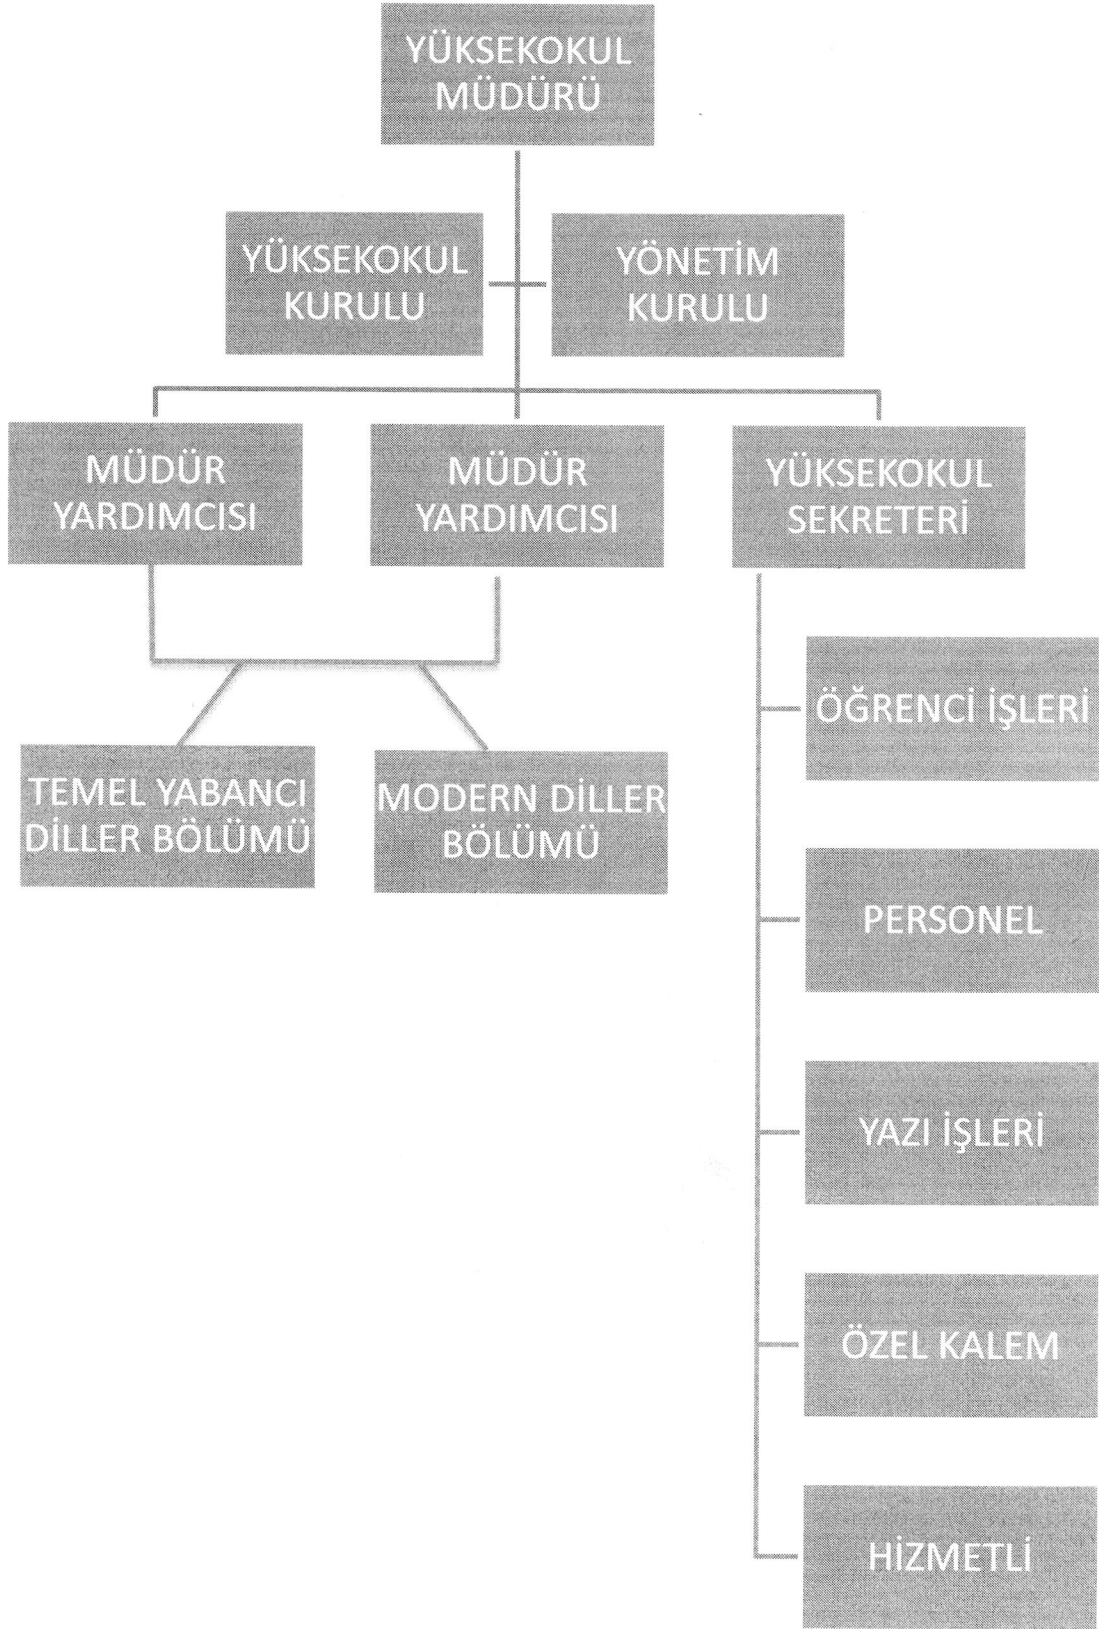 YÜKSEKOKUL
MÜDÜRÜ
YÜKSEKOKUL
KURULU
YÖNETİM
KURULU
MÜDÜR
YARDIMCISI
MÜDÜR
YARDIMCISI
YÜKSEKOKUL
SEKRETERİ
TEMEL YABANCI
DİLLER BÖLÜMÜ
MODERN DİLLER
BÖLÜMÜ
ÖĞRENCİ İŞLERİ
PERSONEL
YAZI İŞLERİ
ÖZEL KALEM
HİZMETLİ